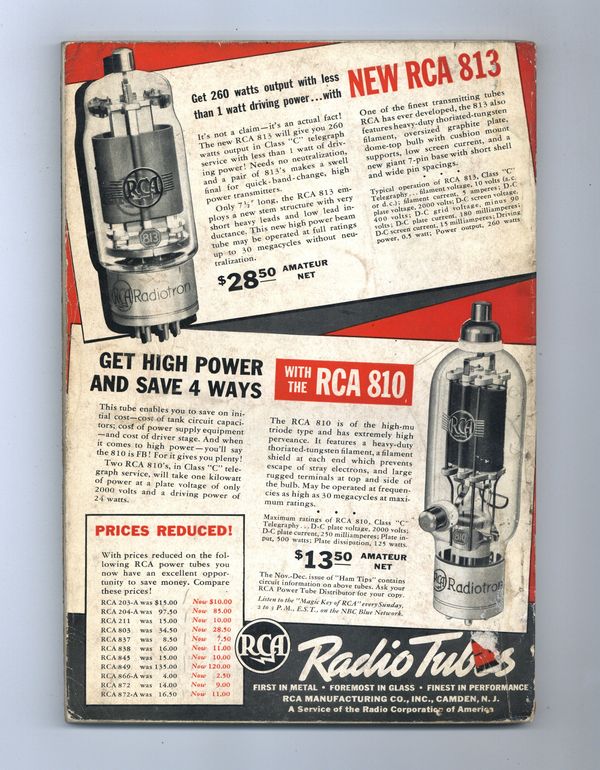 Get 260 watts output with less
than 1 watt driving power...with
NEW RCA 813
It's not a claim—it's an actual fact!
The new RCA 813 will give you 260
watts output in Class "C" telegraph
service with less than 1 watt of driv-
ing power! Needs no neutralization,
and a pair of 813's makes a swell
final for quick-band-change, high
power transmitters.
Only 7½" long, the RCA 813 em-
ploys a new stem structure with very
short heavy leads and low lead in-
ductance. This new high power beam
tube may be operated at full ratings
up to 30 megacycles without neu-
tralization.
$28.50 AMATEUR
NET
One of the finest transmitting tubes
RCA has ever developed, the 813 also
features heavy-duty thoriated-tungsten
filament, oversized graphite plate,
dome-top bulb with cushion mount
supports, low screen current, and a
new giant 7-pin base with short shell
and wide pin spacings.
Typical operation of RCA 813, Class "C"
Telegraphy... filament voltage, 10 volts (a.c.
or d.c.); filament current, 5 amperes; D-C
plate voltage, 2000 volts; D-C screen voltage,
400 volts; D-C grid voltage, minus 90
volts; D-C plate current, 180 milliamperes;
D-C screen current, 15 milliamperes; Driving
power, 0.5 watt; Power output, 260 watts
RCA
813
RCA Radiotron
GET HIGH POWER
AND SAVE 4 WAYS
WITH
THE RCA 810
This tube enables you to save on ini-
tial cost—cost of tank circuit capaci-
tors, cost of power supply equipment
—and cost of driver stage. And when
it comes to high power—you'll say
the 810 is FB! For it gives you plenty!
Two RCA 810's, in Class "C" tele-
graph service, will take one kilowatt
of power at a plate voltage of only
2000 volts and a driving power of
24 watts.
The RCA 810 is of the high-mu
triode type and has extremely high
perveance. It features a heavy-duty
thoriated-tungsten filament, a filament
shield at each end which prevents
escape of stray electrons, and large
rugged terminals at top and side of
the bulb. May be operated at frequen-
cies as high as 30 megacycles at maxi-
mum ratings.
Maximum ratings of RCA 810, Class "C"
Telegraphy... D-C plate voltage, 2000 volts;
D-C plate current, 250 milliamperes; Plate in-
put, 500 watts; Plate dissipation, 125 watts.
$13.50 AMATEUR
NET
The Nov.-Dec. issue of "Ham Tips" contains
circuit information on above tubes. Ask your
RCA Power Tube Distributor for your copy.
Listen to the "Magic Key of RCA" every Sunday,
2 to 3 P.M., E.S.T., on the NBC Blue Network.
RCA
810
RCA Radiotron
PRICES REDUCED!
With prices reduced on the fol-
lowing RCA power tubes you
now have an excellent oppor-
tunity to save money. Compare
these prices!
RCA 203-A was $15.00 Now $10.00
RCA 204-A was 97.50 Now 85.00
RCA 211 was 15.00 Now 10.00
RCA 803 was 34.50 Now 28.50
RCA 837 was 8.50 Now 7.50
RCA 838 was 16.00 Now 11.00
RCA 845 was 15.00 Now 10.00
RCA 849 was 135.00 Now 120.00
RCA 866-A was 4.00 Now 2.50
RCA 872 was 14.00 Now 9.00
RCA 872-A was 16.50 Now 11.00
RCA Radio Tubes
FIRST IN METAL • FOREMOST IN GLASS • FINEST IN PERFORMANCE
RCA MANUFACTURING CO., INC., CAMDEN, N. J.
A Service of the Radio Corporation of America